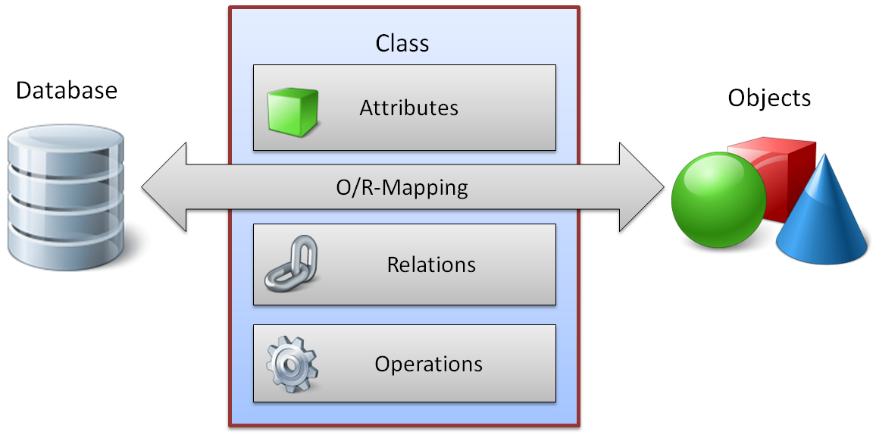 Class
Database
Attributes
Objects
O/R-Mapping
Relations
Operations